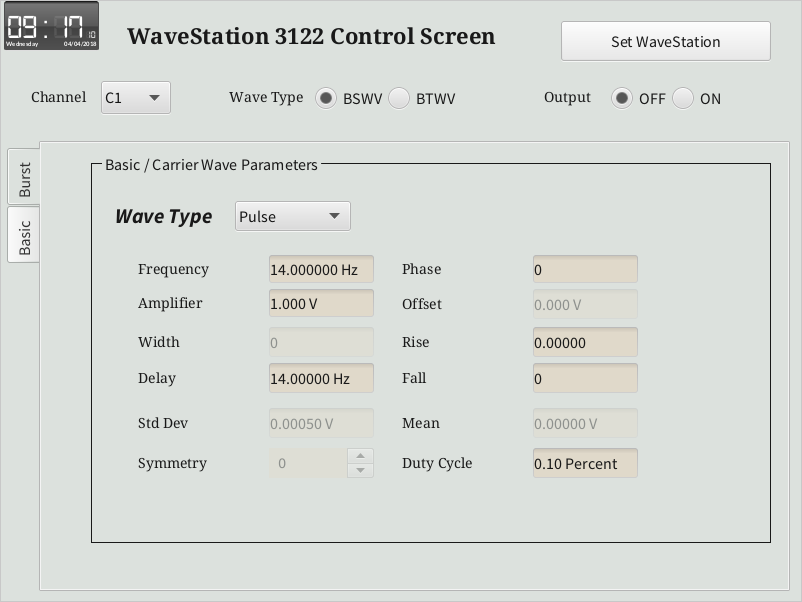 09:17 10
Wednesday 04/04/2018
WaveStation 3122 Control Screen
Set WaveStation
Channel C1 Wave Type BSWV BTWV Output OFF ON
Burst
Basic
Basic / Carrier Wave Parameters
Wave Type Pulse
Frequency 14.000000 Hz Phase 0
Amplifier 1.000 V Offset 0.000 V
Width 0 Rise 0.00000
Delay 14.00000 Hz Fall 0
Std Dev 0.00050 V Mean 0.00000 V
Symmetry 0 Duty Cycle 0.10 Percent